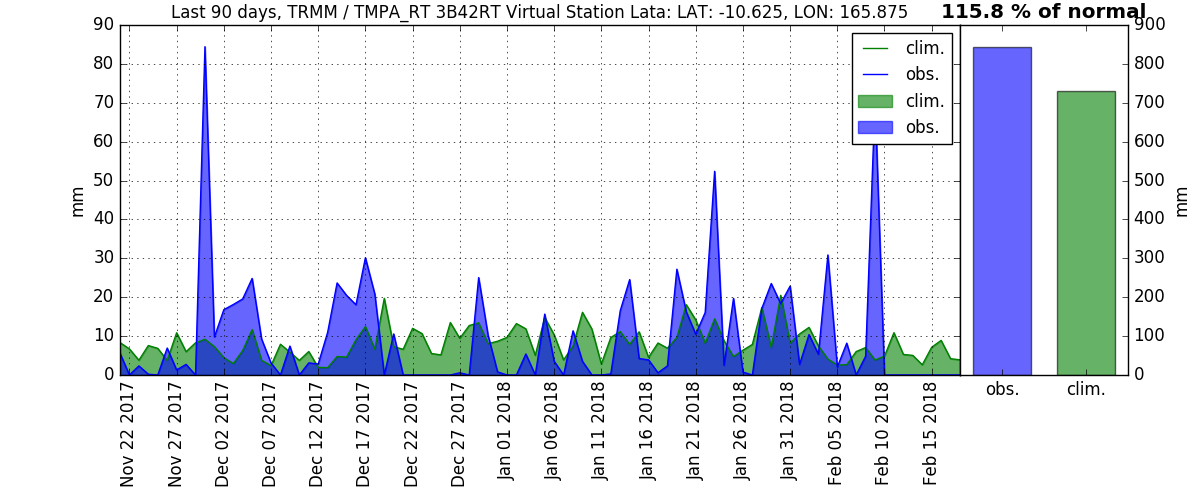 Last 90 days, TRMM / TMPA_RT 3B42RT Virtual Station Lata: LAT: -10.625, LON: 165.875
115.8 % of normal
90
80
70
60
50
40
30
20
10
0
mm
clim.
obs.
clim.
obs.
900
800
700
600
500
400
300
200
100
0
mm
Nov 22 2017
Nov 27 2017
Dec 02 2017
Dec 07 2017
Dec 12 2017
Dec 17 2017
Dec 22 2017
Dec 27 2017
Jan 01 2018
Jan 06 2018
Jan 11 2018
Jan 16 2018
Jan 21 2018
Jan 26 2018
Jan 31 2018
Feb 05 2018
Feb 10 2018
Feb 15 2018
obs.
clim.